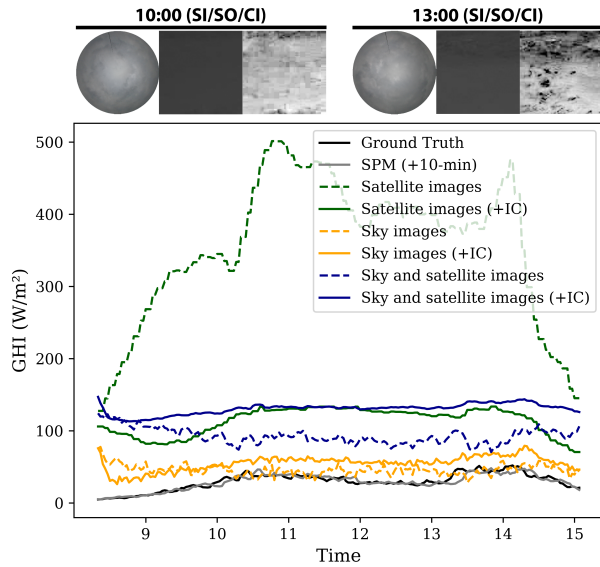 10:00 (SI/SO/CI)
13:00 (SI/SO/CI)
500
400
300
200
100
0
GHI (W/m²)
Ground Truth
SPM (+10-min)
Satellite images
Satellite images (+IC)
Sky images
Sky images (+IC)
Sky and satellite images
Sky and satellite images (+IC)
9
10
11
12
13
14
15
Time